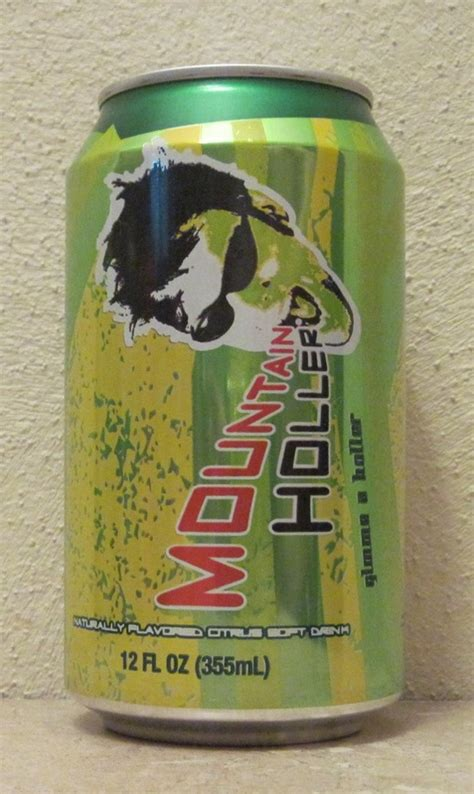 MOUNTAIN
HOLLER
gimme a holler
NATURALLY FLAVORED CITRUS SOFT DRINK
12 FL OZ (355mL)